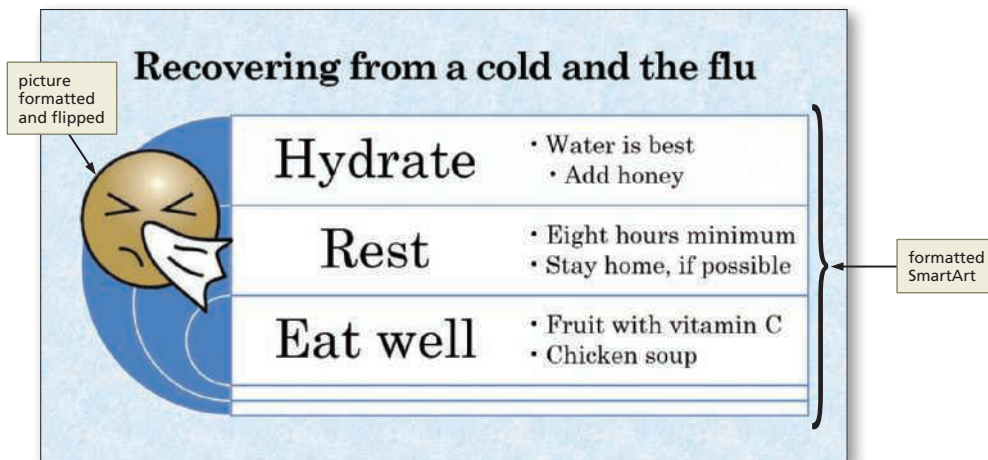 Recovering from a cold and the flu
picture
formatted
and flipped
Hydrate
• Water is best
• Add honey
Rest
• Eight hours minimum
• Stay home, if possible
formatted
SmartArt
Eat well
• Fruit with vitamin C
• Chicken soup